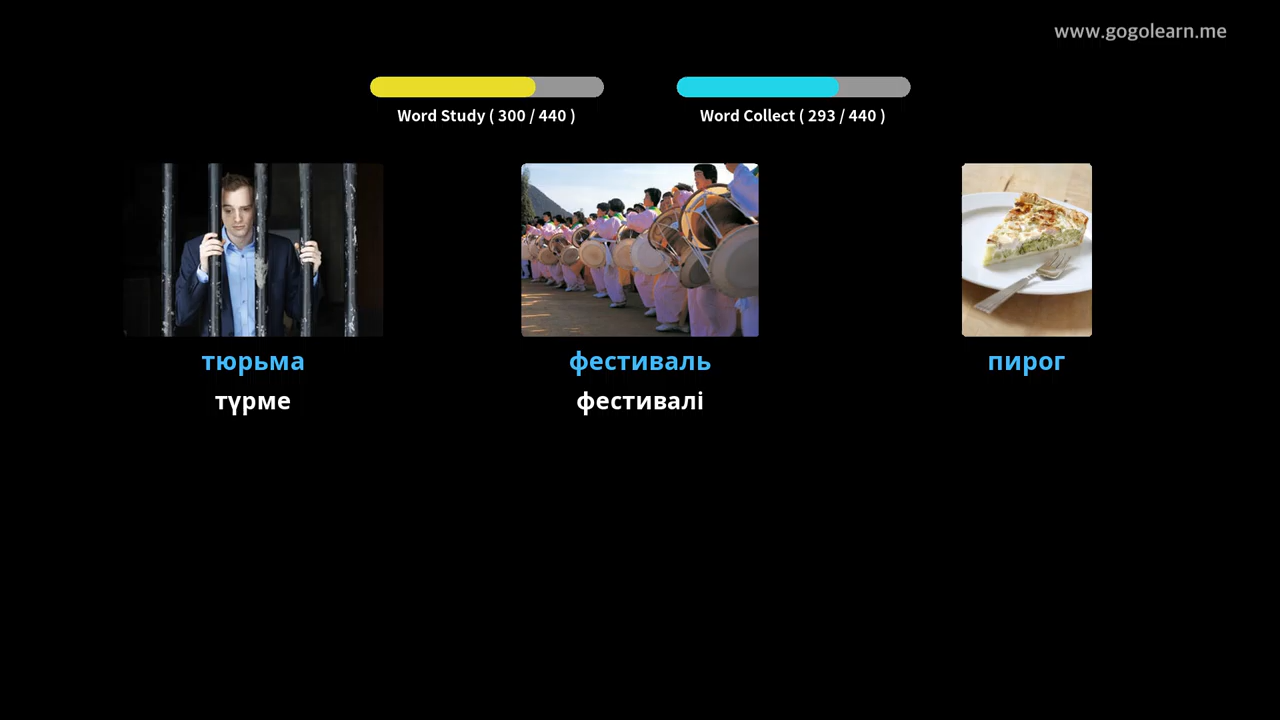 www.gogolearn.me
Word Study ( 300 / 440 )
Word Collect ( 293 / 440 )
тюрьма
түрме
фестиваль
фестивалі
пирог